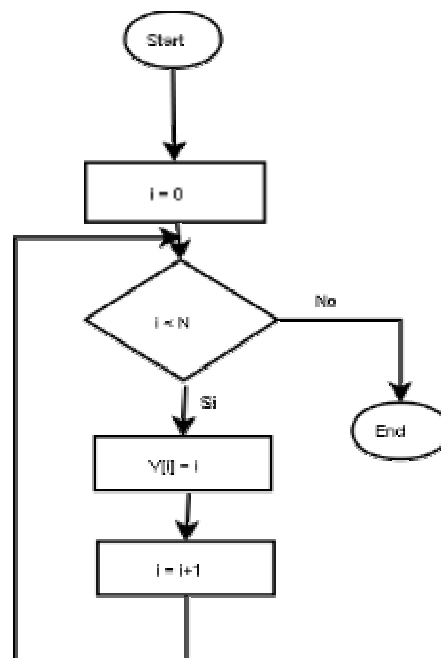 Start
i = 0
i < N
No
Si
End
V[i] = i
i = i+1